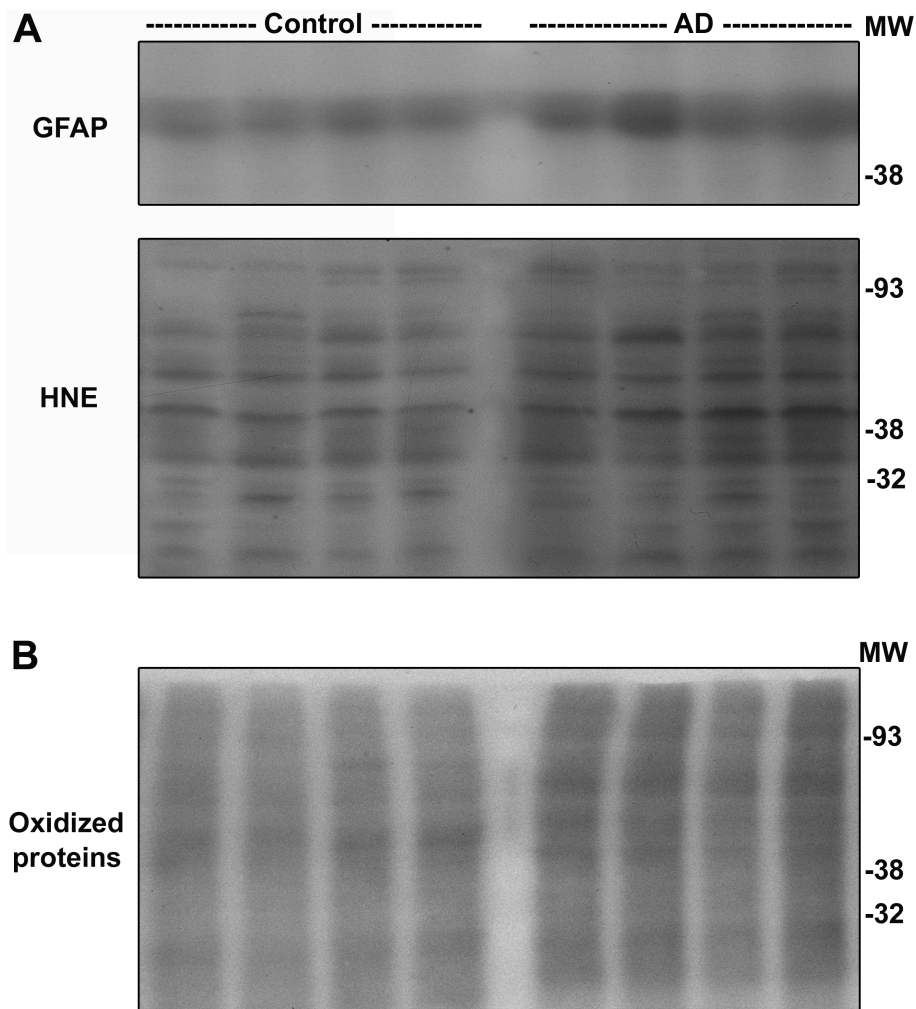 A
Control
AD
MW
GFAP
-38
HNE
-93
-38
-32
B
MW
-93
Oxidized
proteins
-38
-32